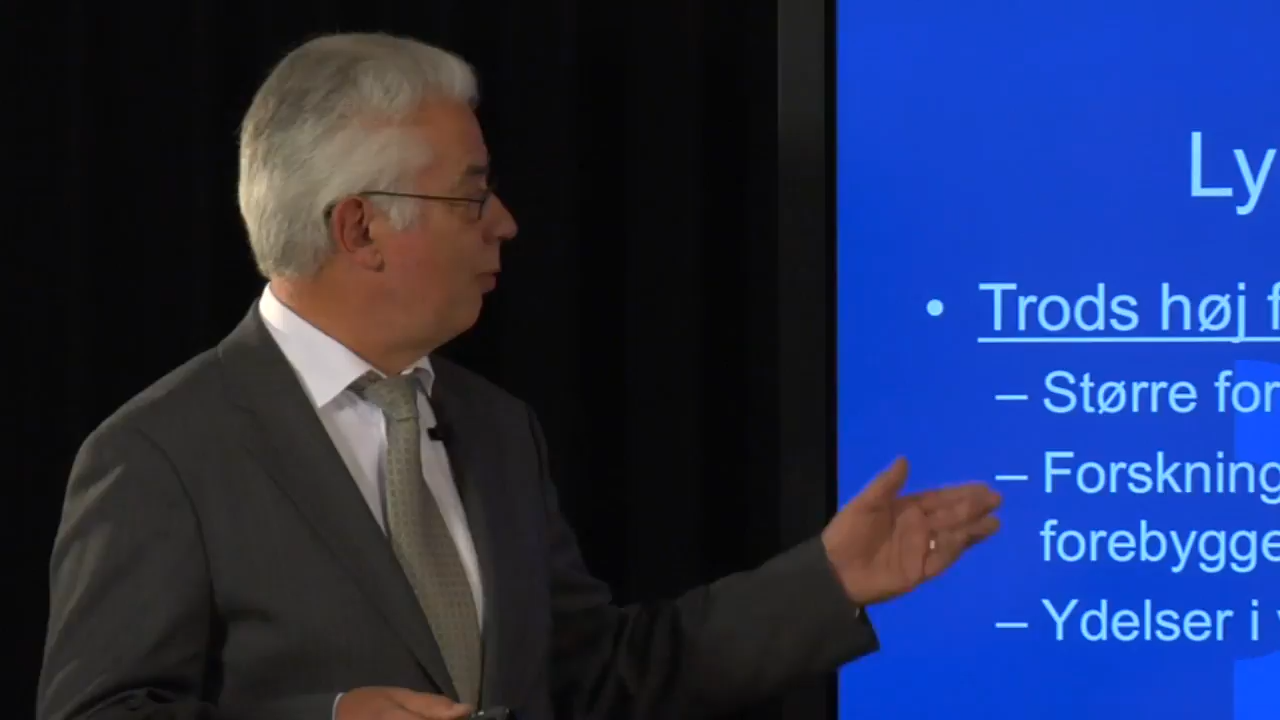 Ly
• Trods høj f
– Større for
– Forskning
forebygge
– Ydelser i